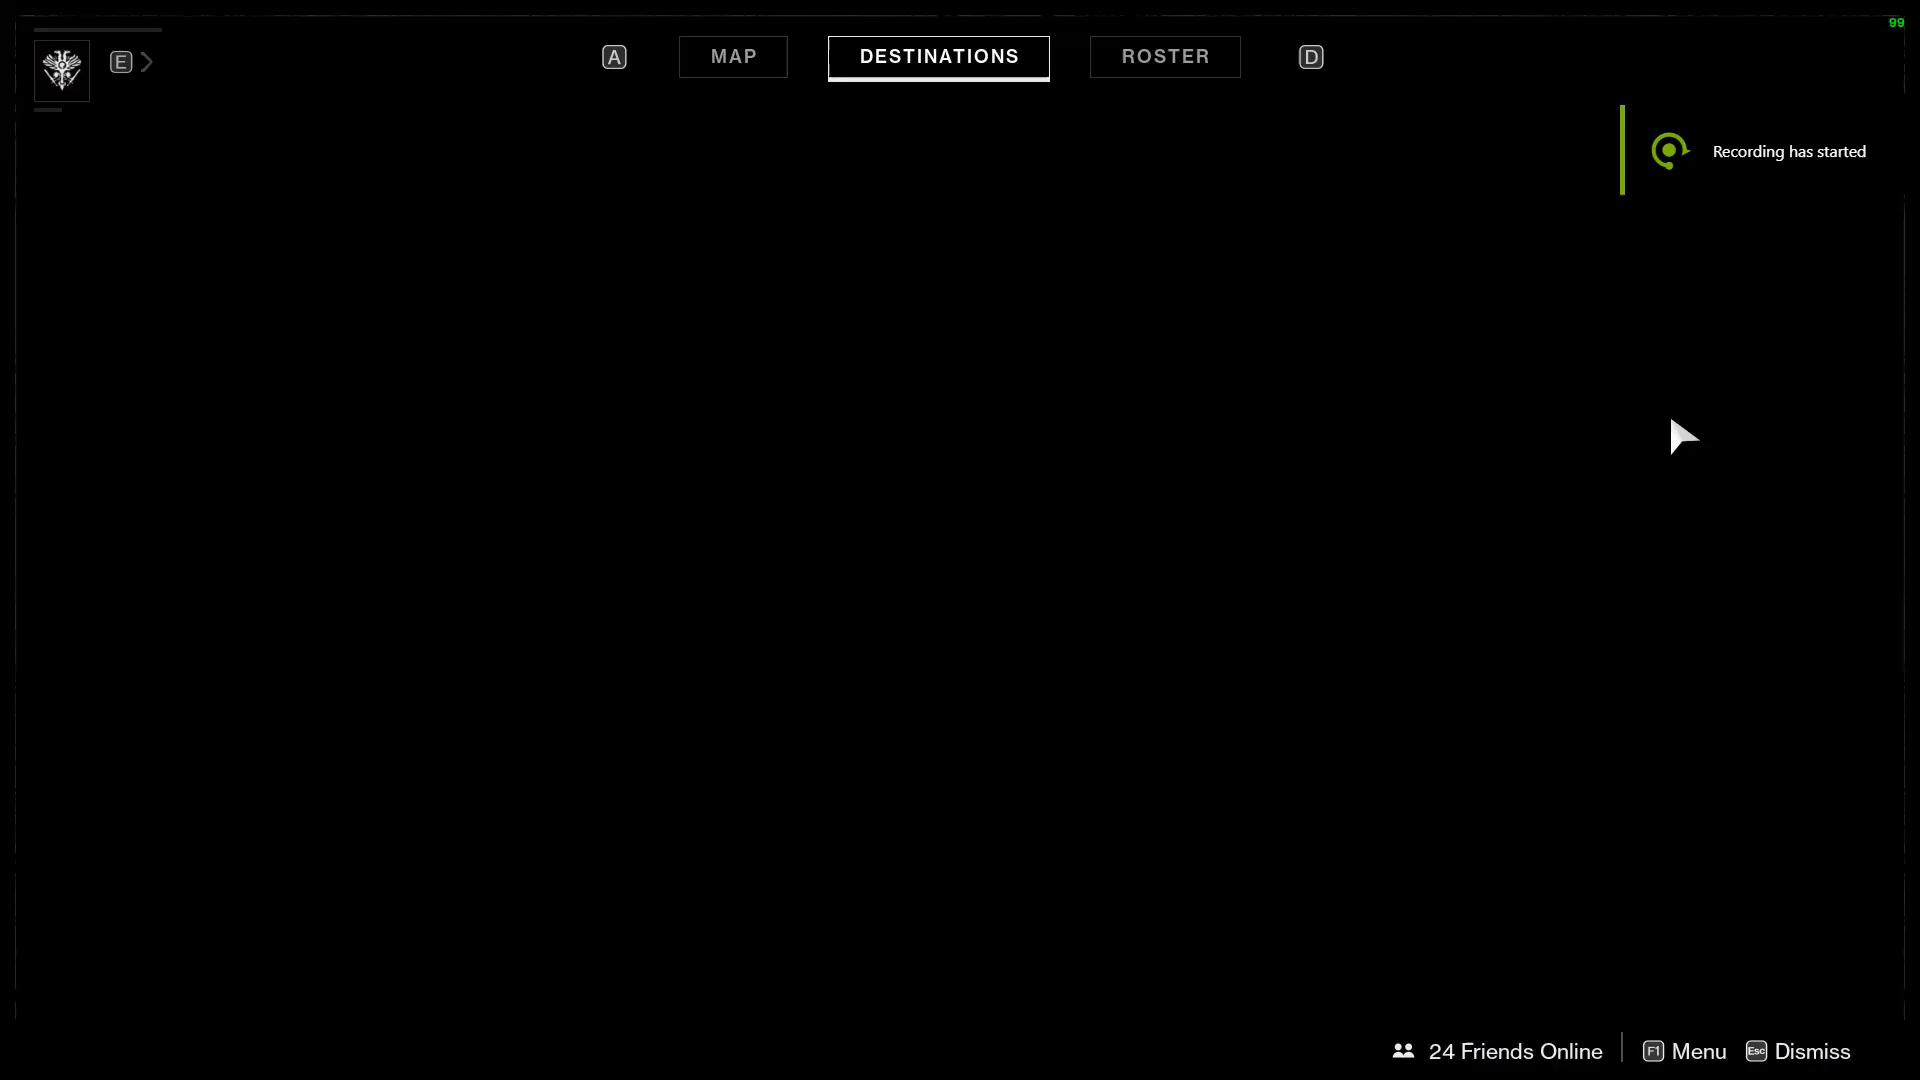 99
E
A
MAP
DESTINATIONS
ROSTER
D
Recording has started
24 Friends Online
F1 Menu
Esc Dismiss